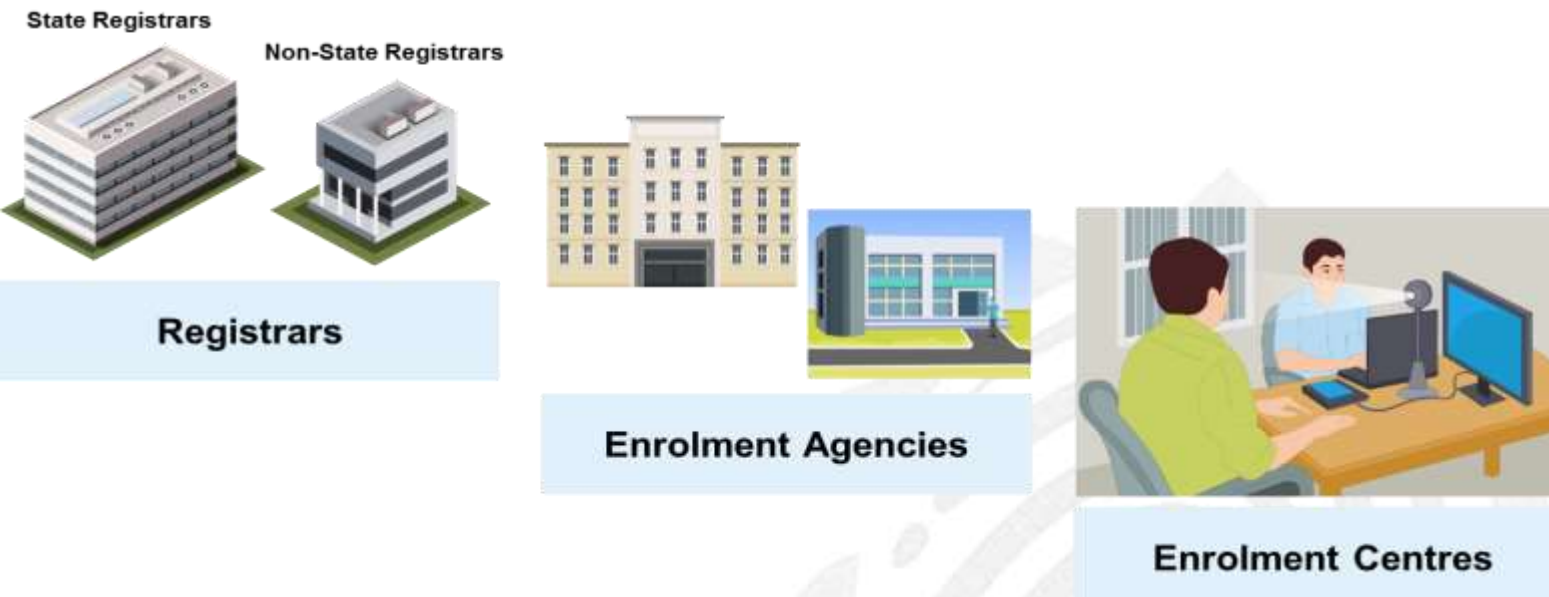 State Registrars
Non-State Registrars
Registrars
Enrolment Agencies
Enrolment Centres